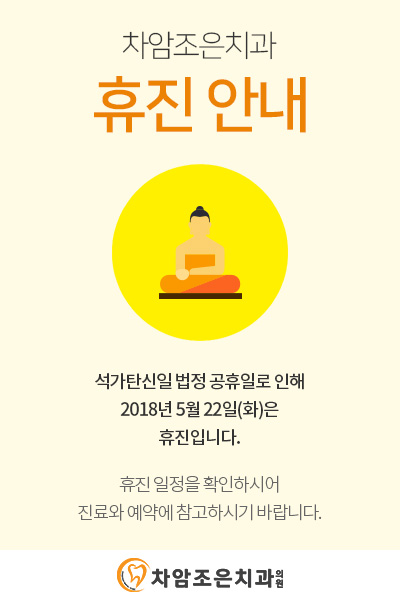 차암조은치과
휴진 안내
석가탄신일 법정 공휴일로 인해
2018년 5월 22일(화)은
휴진입니다.
휴진 일정을 확인하시어
진료와 예약에 참고하시기 바랍니다.
차암조은치과의원